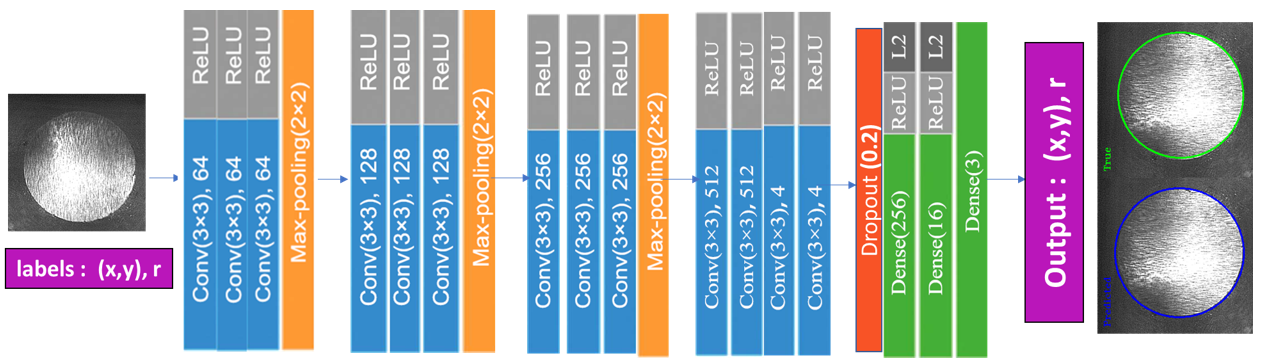 labels : (x,y), r
Conv(3×3), 64
ReLU
Conv(3×3), 64
ReLU
Conv(3×3), 64
ReLU
Max-pooling(2×2)
Conv(3×3), 128
ReLU
Conv(3×3), 128
ReLU
Conv(3×3), 128
ReLU
Max-pooling(2×2)
Conv(3×3), 256
ReLU
Conv(3×3), 256
ReLU
Conv(3×3), 256
ReLU
Max-pooling(2×2)
Conv(3×3), 512
ReLU
Conv(3×3), 512
ReLU
Conv(3×3), 4
ReLU
Conv(3×3), 4
ReLU
Dropout (0.2)
Dense(256)
ReLU
L2
Dense(16)
ReLU
L2
Dense(3)
Output : (x,y), r
True
Predicted